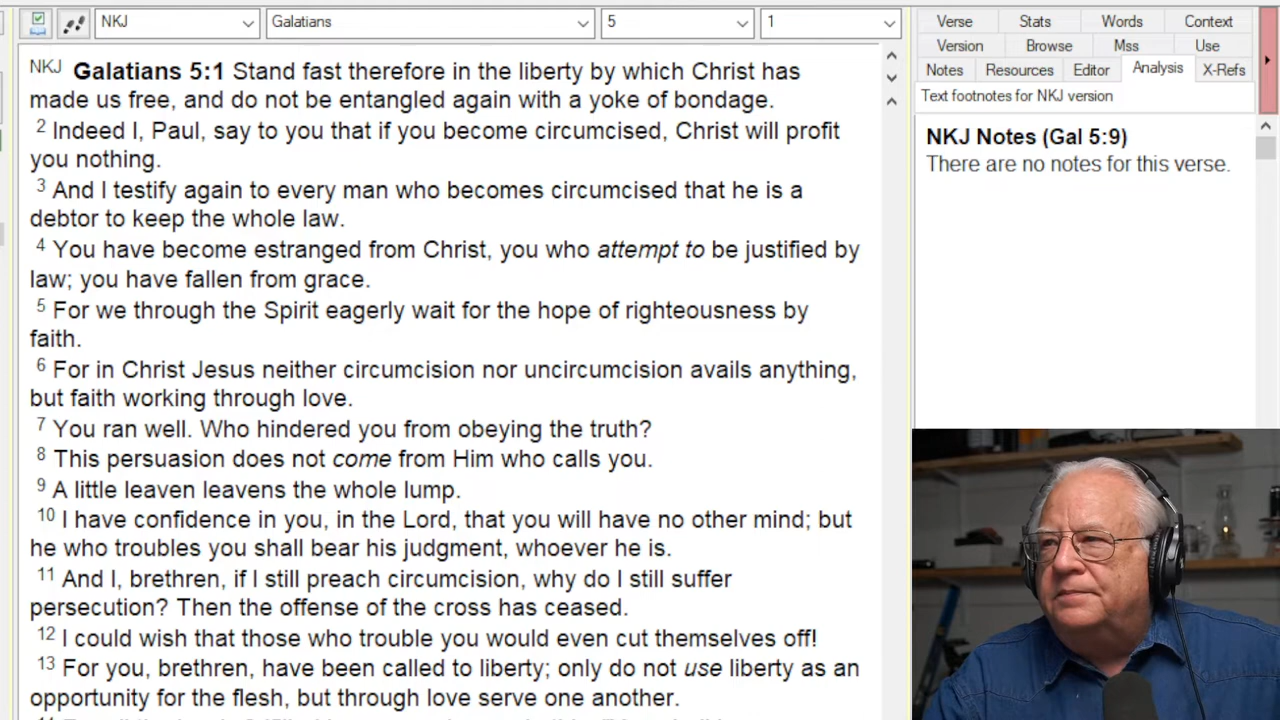 NKJ Galatians 5 1
NKJ Galatians 5:1 Stand fast therefore in the liberty by which Christ has
made us free, and do not be entangled again with a yoke of bondage.
2 Indeed I, Paul, say to you that if you become circumcised, Christ will profit
you nothing.
3 And I testify again to every man who becomes circumcised that he is a
debtor to keep the whole law.
4 You have become estranged from Christ, you who attempt to be justified by
law; you have fallen from grace.
5 For we through the Spirit eagerly wait for the hope of righteousness by
faith.
6 For in Christ Jesus neither circumcision nor uncircumcision avails anything,
but faith working through love.
7 You ran well. Who hindered you from obeying the truth?
8 This persuasion does not come from Him who calls you.
9 A little leaven leavens the whole lump.
10 I have confidence in you, in the Lord, that you will have no other mind; but
he who troubles you shall bear his judgment, whoever he is.
11 And I, brethren, if I still preach circumcision, why do I still suffer
persecution? Then the offense of the cross has ceased.
12 I could wish that those who trouble you would even cut themselves off!
13 For you, brethren, have been called to liberty; only do not use liberty as an
opportunity for the flesh, but through love serve one another.
Verse Stats Words Context
Version Browse Mss Use
Notes Resources Editor Analysis X-Refs
Text footnotes for NKJ version
NKJ Notes (Gal 5:9)
There are no notes for this verse.